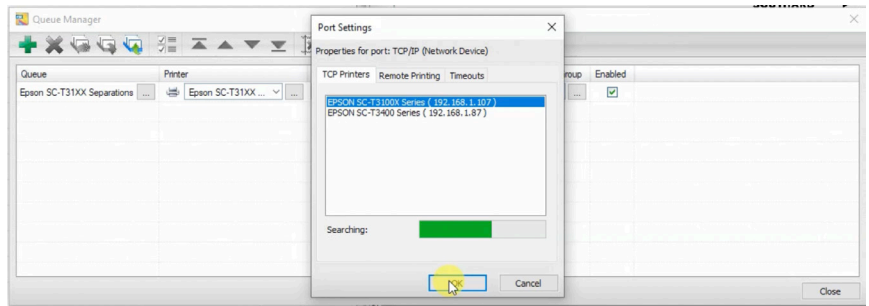 Queue Manager
Port Settings
Properties for port: TCP/IP (Network Device)
TCP Printers Remote Printing Timeouts
Queue Printer roup Enabled
Epson SC-T31XX Separations ... Epson SC-T31XX ... ... ...
EPSON SC-T3100X Series ( 192.168.1.107 )
EPSON SC-T3400 Series ( 192.168.1.87 )
Searching:
OK Cancel
Close